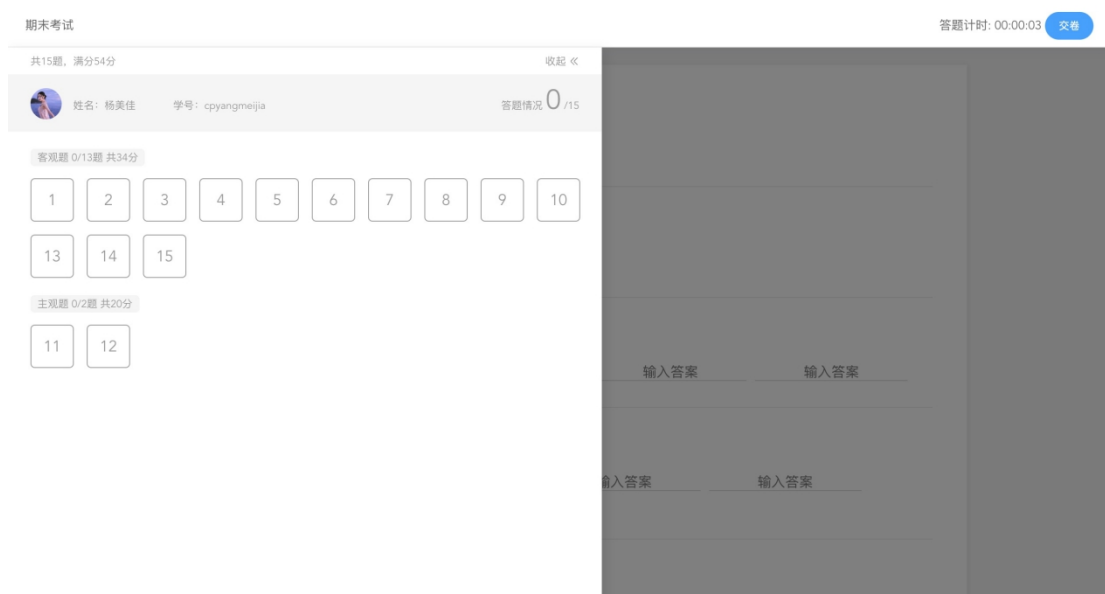 期末考试
答题计时: 00:00:03 交卷
共15题，满分54分 收起 《
姓名：杨美佳 学号：cpyangmeijia 答题情况 0 /15
客观题 0/13题 共34分
1 2 3 4 5 6 7 8 9 10
13 14 15
主观题 0/2题 共20分
11 12
输入答案 输入答案
输入答案 输入答案